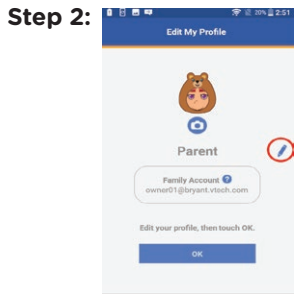 Step 2:
20% 2:51
Edit My Profile
Parent
Family Account ?
owner01@bryant.vtech.com
Edit your profile, then touch OK.
OK